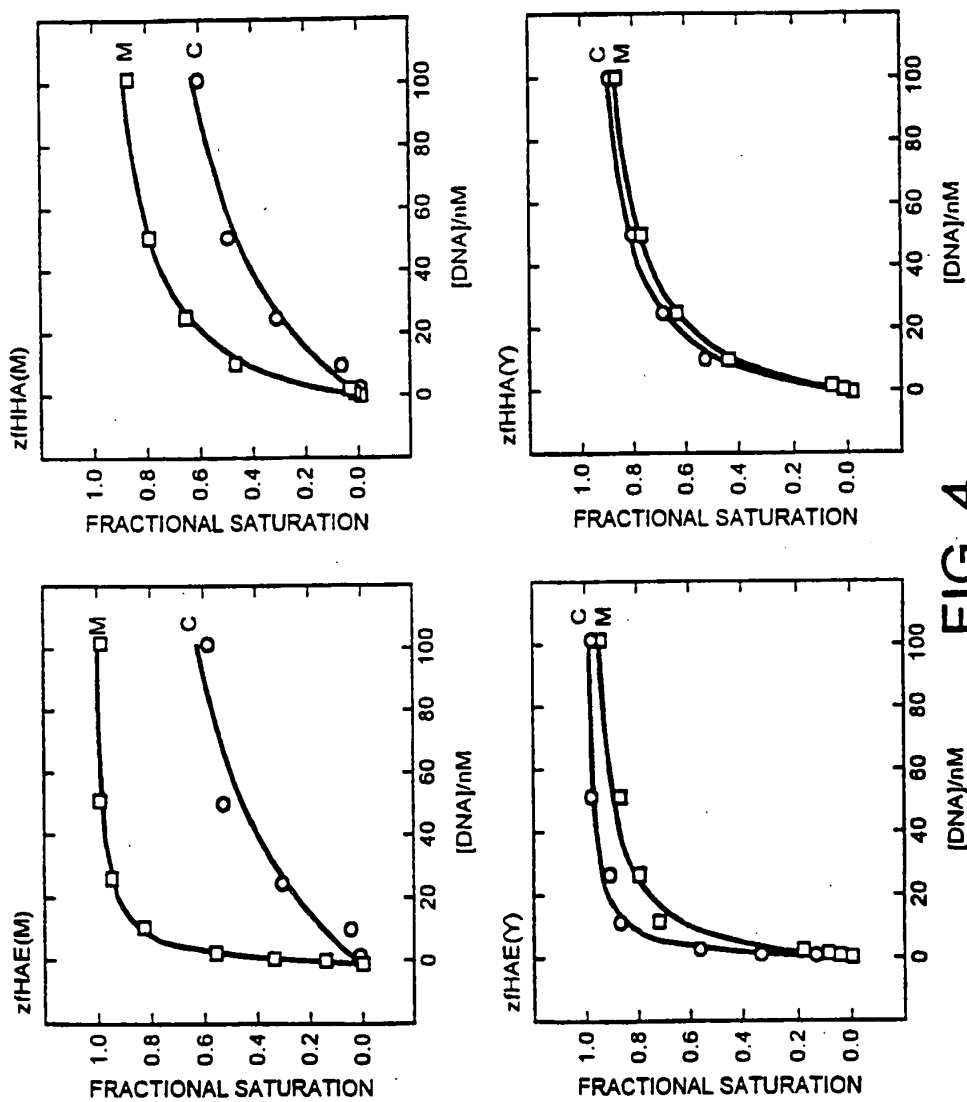 zfHAE(M)
FRACTIONAL SATURATION
1.0
0.8
0.6
0.4
0.2
0.0
M
C
0
20
40
60
80
100
[DNA]/nM
zfHHA(M)
FRACTIONAL SATURATION
1.0
0.8
0.6
0.4
0.2
0.0
M
C
0
20
40
60
80
100
[DNA]/nM
zfHAE(Y)
FRACTIONAL SATURATION
1.0
0.8
0.6
0.4
0.2
0.0
C
M
0
20
40
60
80
100
[DNA]/nM
zfHHA(Y)
FRACTIONAL SATURATION
1.0
0.8
0.6
0.4
0.2
0.0
C
M
0
20
40
60
80
100
[DNA]/nM
FIG. 4